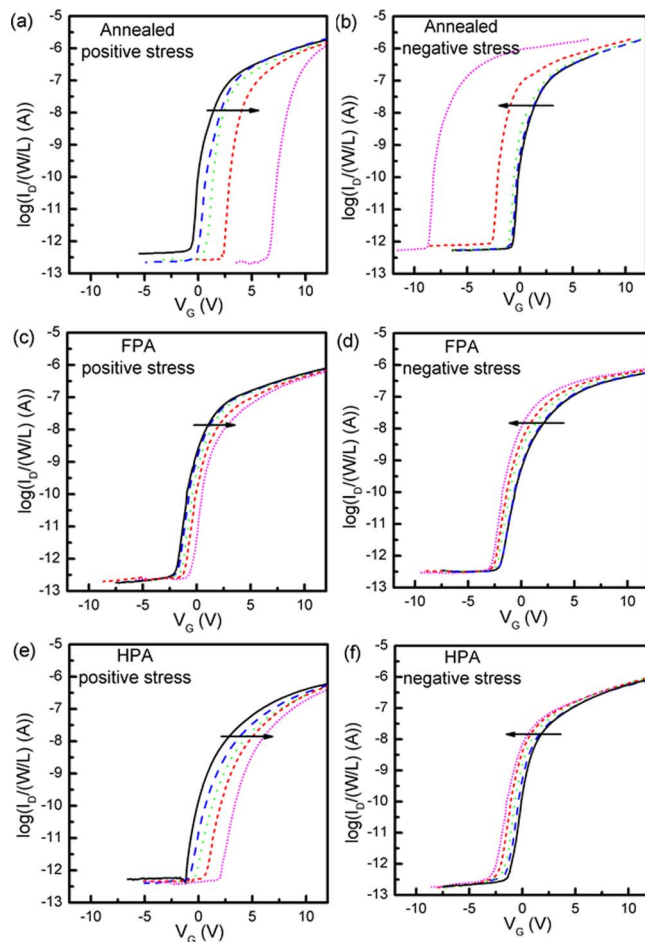 (a)
Annealed
positive stress
log(I_D/(W/L) (A))
-5
-6
-7
-8
-9
-10
-11
-12
-13
-10 -5 0 5 10
V_G (V)
(b)
Annealed
negative stress
log(I_D/(W/L) (A))
-5
-6
-7
-8
-9
-10
-11
-12
-13
-10 -5 0 5 10
V_G (V)
(c)
FPA
positive stress
log(I_D/(W/L) (A))
-5
-6
-7
-8
-9
-10
-11
-12
-13
-10 -5 0 5 10
V_G (V)
(d)
FPA
negative stress
log(I_D/(W/L) (A))
-5
-6
-7
-8
-9
-10
-11
-12
-13
-10 -5 0 5 10
V_G (V)
(e)
HPA
positive stress
log(I_D/(W/L) (A))
-5
-6
-7
-8
-9
-10
-11
-12
-13
-10 -5 0 5 10
V_G (V)
(f)
HPA
negative stress
log(I_D/(W/L) (A))
-5
-6
-7
-8
-9
-10
-11
-12
-13
-10 -5 0 5 10
V_G (V)